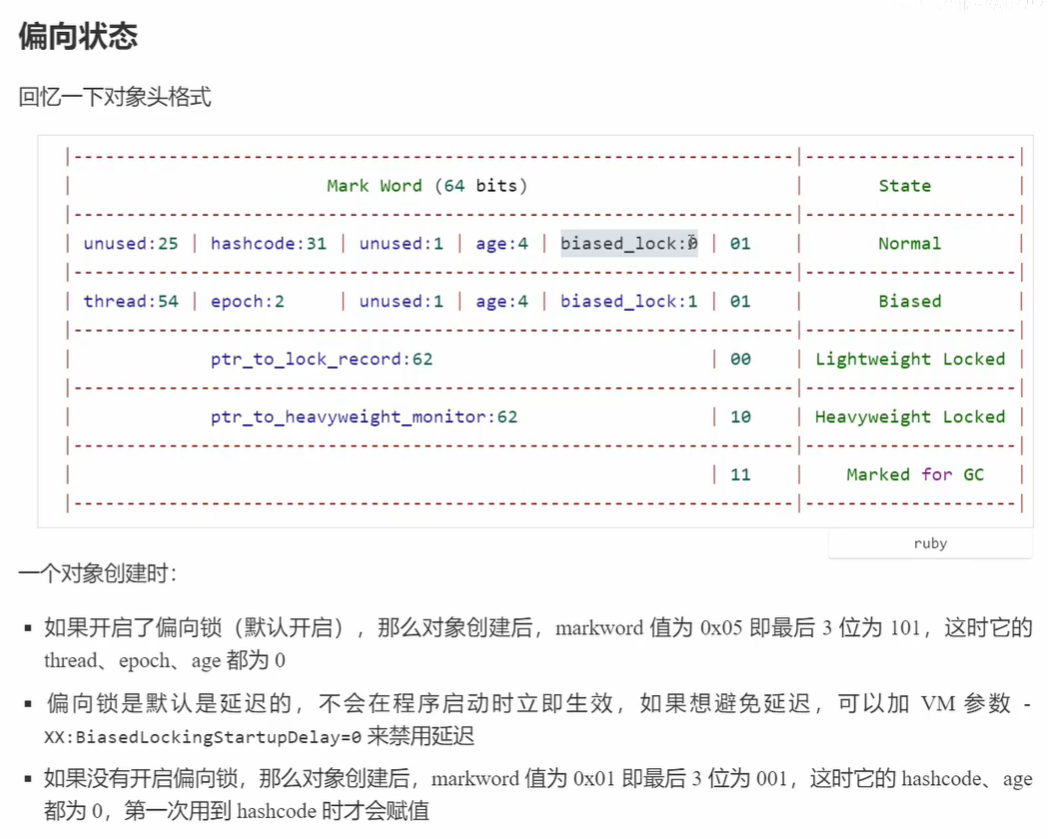 偏向状态
回忆一下对象头格式
|--------------------------------------------------------------------|--------------------|
| Mark Word (64 bits) | State |
|--------------------------------------------------------------------|--------------------|
| unused:25 | hashcode:31 | unused:1 | age:4 | biased_lock:0 | 01 | Normal |
|--------------------------------------------------------------------|--------------------|
| thread:54 | epoch:2 | unused:1 | age:4 | biased_lock:1 | 01 | Biased |
|--------------------------------------------------------------------|--------------------|
| ptr_to_lock_record:62 | 00 | Lightweight Locked |
|--------------------------------------------------------------------|--------------------|
| ptr_to_heavyweight_monitor:62 | 10 | Heavyweight Locked |
|--------------------------------------------------------------------|--------------------|
| | 11 | Marked for GC |
|--------------------------------------------------------------------|--------------------|
ruby
一个对象创建时:
▪ 如果开启了偏向锁（默认开启），那么对象创建后，markword 值为 0x05 即最后 3 位为 101，这时它的
thread、epoch、age 都为 0
▪ 偏向锁是默认是延迟的，不会在程序启动时立即生效，如果想避免延迟，可以加 VM 参数 -
XX:BiasedLockingStartupDelay=0 来禁用延迟
▪ 如果没有开启偏向锁，那么对象创建后，markword 值为 0x01 即最后 3 位为 001，这时它的 hashcode、age
都为 0，第一次用到 hashcode 时才会赋值